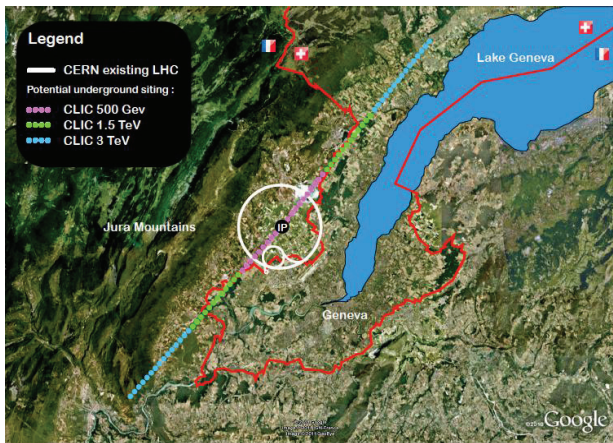 Legend
CERN existing LHC
Potential underground siting :
CLIC 500 Gev
CLIC 1.5 TeV
CLIC 3 TeV
Lake Geneva
Jura Mountains
IP
Geneva
Google